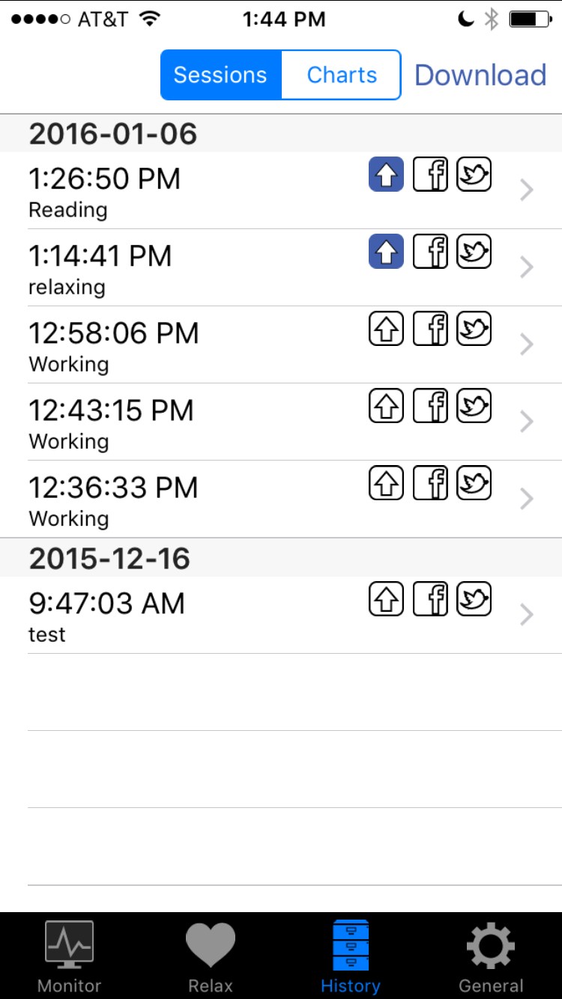 AT&T 1:44 PM
Sessions Charts Download
2016-01-06
1:26:50 PM
Reading
1:14:41 PM
relaxing
12:58:06 PM
Working
12:43:15 PM
Working
12:36:33 PM
Working
2015-12-16
9:47:03 AM
test
Monitor Relax History General